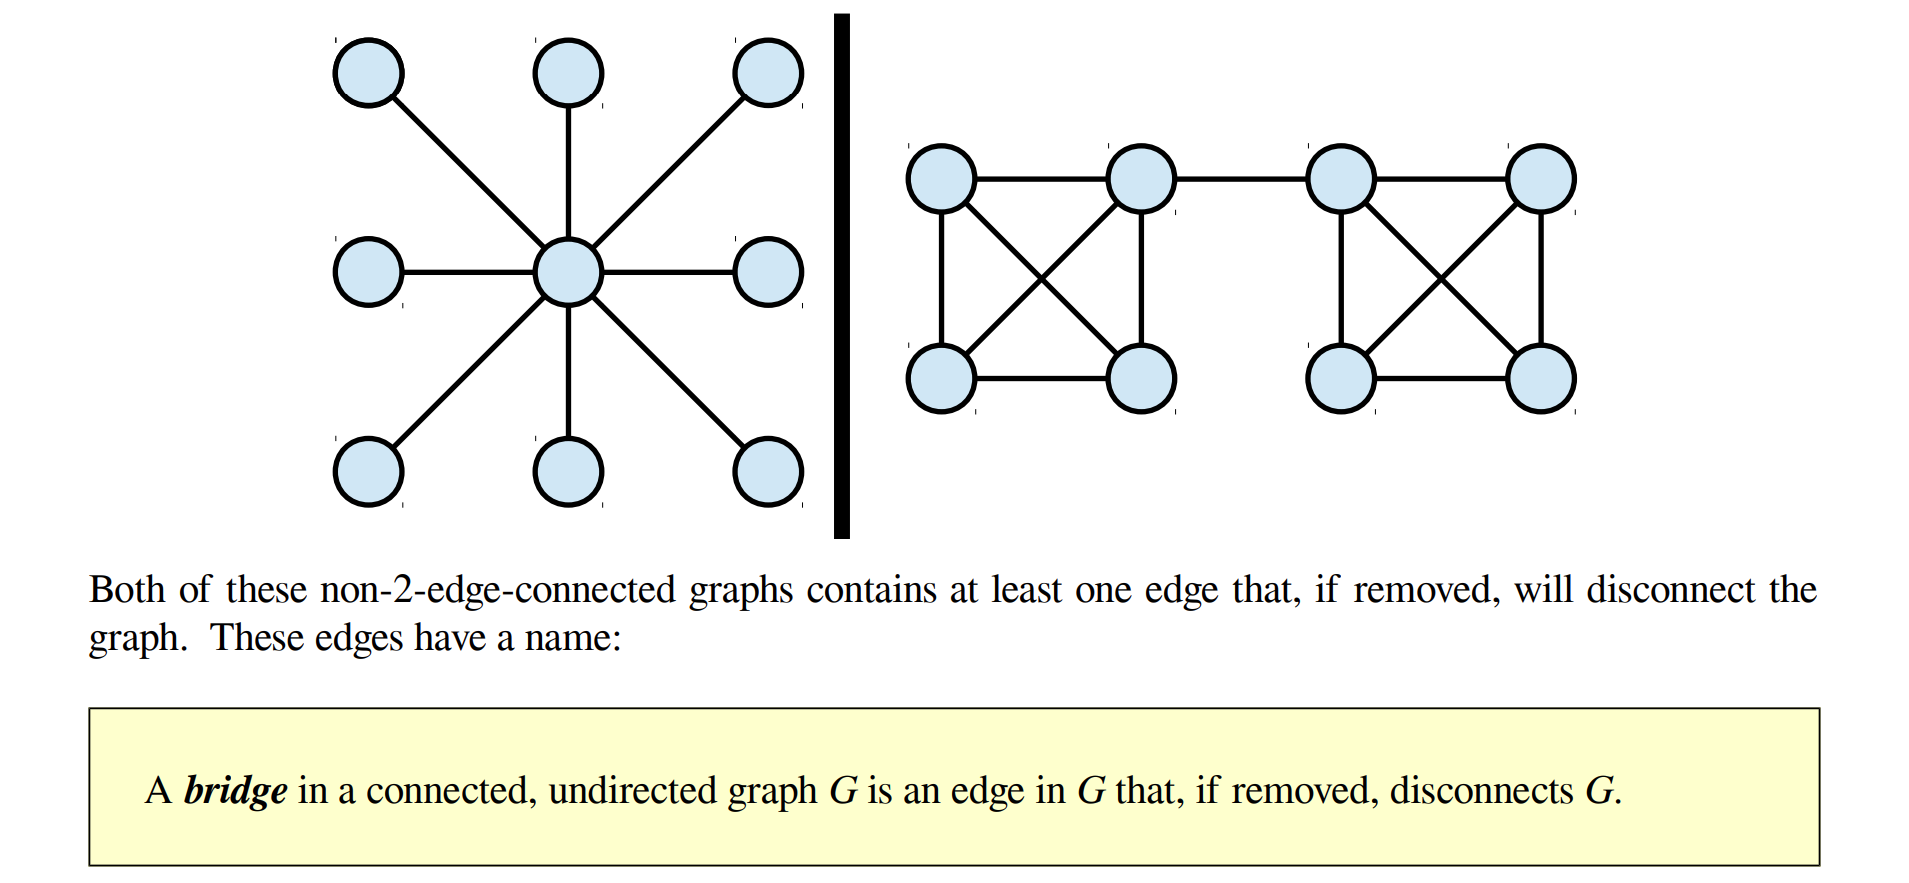 Both of these non-2-edge-connected graphs contains at least one edge that, if removed, will disconnect the
graph. These edges have a name:
A bridge in a connected, undirected graph G is an edge in G that, if removed, disconnects G.